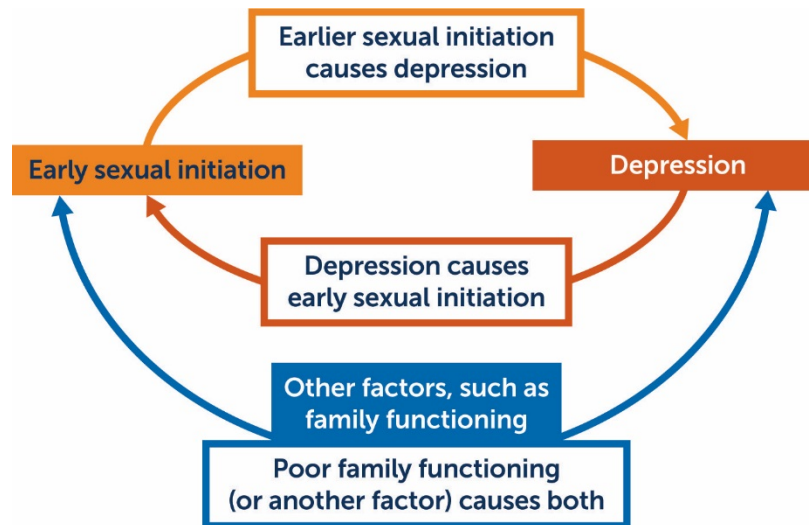 Earlier sexual initiation
causes depression
Early sexual initiation
Depression
Depression causes
early sexual initiation
Other factors, such as
family functioning
Poor family functioning
(or another factor) causes both